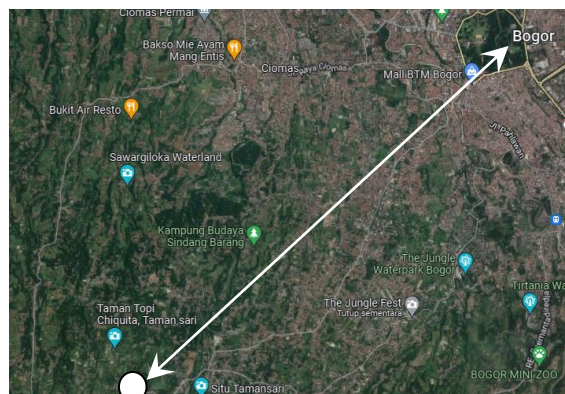 Ciomas Permai
Bogor
Bakso Mie Ayam
Mang Entis
Ciomas
Raya Ciomas
Mall BTM Bogor
Bukit Air Resto
Jl. Pahlawan
Sawargiloka Waterland
Kampung Budaya
Sindang Barang
The Jungle
Waterpark Bogor
Tirtania Wa
The Jungle Fest
Tutup sementara
Taman Topi
Chiquita, Taman sari
BOGOR MINI ZOO
Situ Tamansari